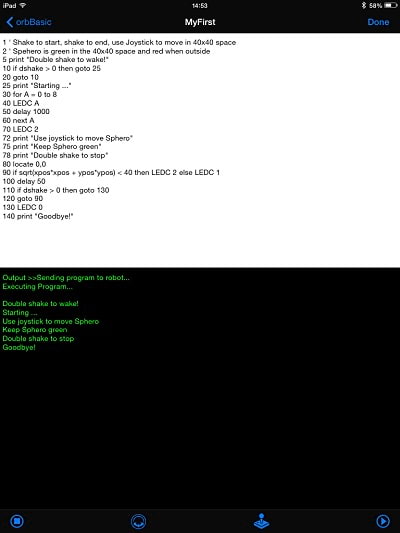 iPad 14:53 58%
orbBasic MyFirst Done
1 ' Shake to start, shake to end, use Joystick to move in 40x40 space
2 ' Spehero is green in the 40x40 space and red when outside
5 print "Double shake to wake!"
10 if dshake > 0 then goto 25
20 goto 10
25 print "Starting ..."
30 for A = 0 to 8
40 LEDC A
50 delay 1000
60 next A
70 LEDC 2
72 print "Use joystick to move Sphero"
75 print "Keep Sphero green"
78 print "Double shake to stop"
80 locate 0,0
90 if sqrt(xpos*xpos + ypos*ypos) < 40 then LEDC 2 else LEDC 1
100 delay 50
110 if dshake > 0 then goto 130
120 goto 90
130 LEDC 0
140 print "Goodbye!"
Output >>Sending program to robot...
Executing Program...
Double shake to wake!
Starting ...
Use joystick to move Sphero
Keep Sphero green
Double shake to stop
Goodbye!